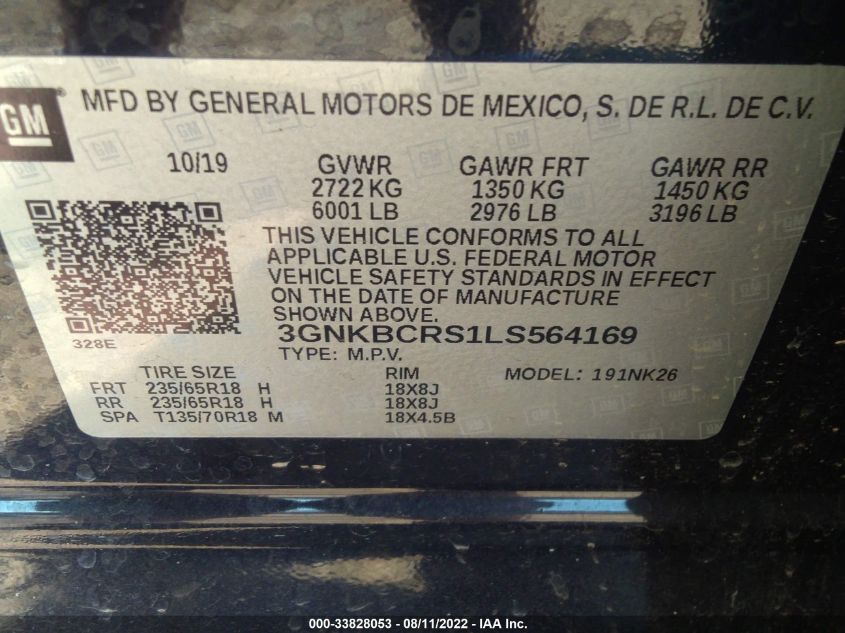 GM
MFD BY GENERAL MOTORS DE MEXICO, S. DE R.L. DE C.V.
10/19 GVWR GAWR FRT GAWR RR
2722 KG 1350 KG 1450 KG
6001 LB 2976 LB 3196 LB
THIS VEHICLE CONFORMS TO ALL
APPLICABLE U.S. FEDERAL MOTOR
VEHICLE SAFETY STANDARDS IN EFFECT
ON THE DATE OF MANUFACTURE
SHOWN ABOVE.
328E
3GNKBCRS1LS564169
TYPE: M.P.V.
TIRE SIZE RIM MODEL: 191NK26
FRT 235/65R18 H 18X8J
RR 235/65R18 H 18X8J
SPA T135/70R18 M 18X4.5B
000-33828053 - 08/11/2022 - IAA Inc.